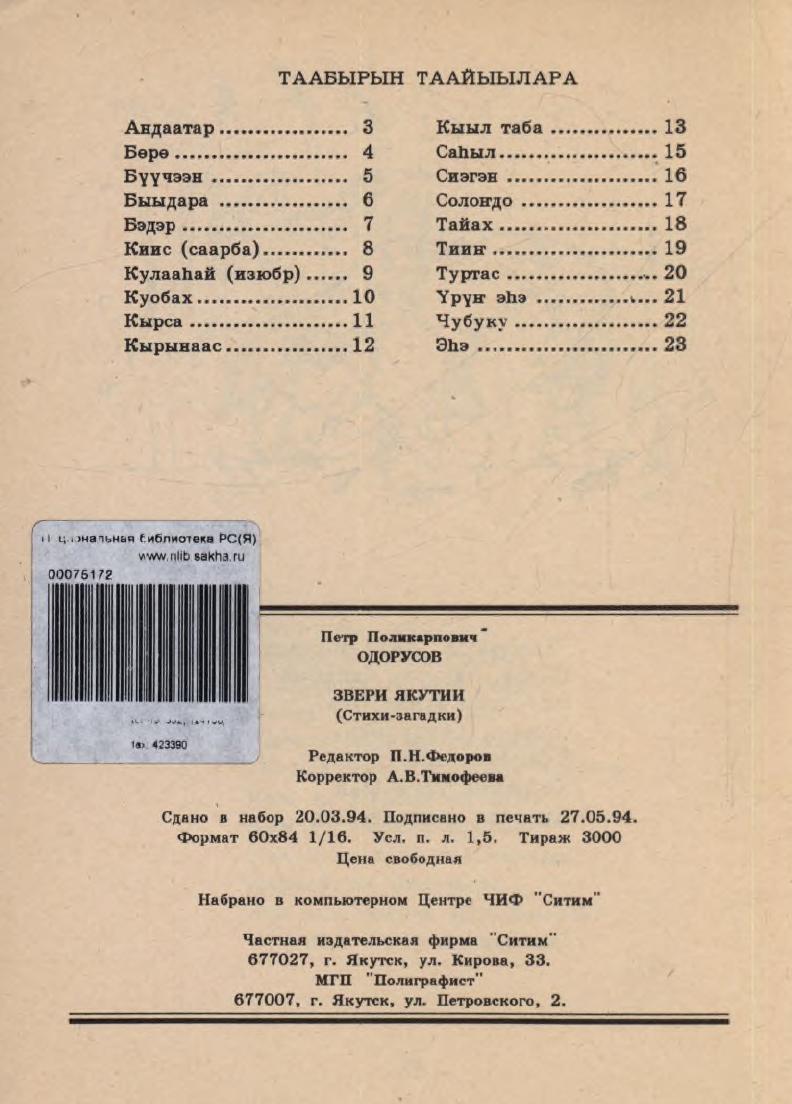 ТААБЫРЫН ТААЙЫЫЛАРА
Андаатар .................. 3
Бөрө ........................ 4
Бүүчээн ................... 5
Быыдара .................. 6
Бэдэр ....................... 7
Киис (саарба)............ 8
Кулааһай (изюбр) ...... 9
Куобах..................... 10
Кырса ...................... 11
Кырынаас................. 12
Кыыл таба ............... 13
Саһыл...................... 15
Сиэгэн ..................... 16
Солоҥдо ................... 17
Тайах ...................... 18
Тииҥ ....................... 19
Туртас ..................... 20
Үрүҥ эһэ ................. 21
Чубуку .................... 22
Эһэ ......................... 23
библиотека РС(Я)
www.nlib.sakha.ru
00075172
423390
Петр Поликарпович
ОДОРУСОВ
ЗВЕРИ ЯКУТИИ
(Стихи-загадки)
Редактор П.Н.Федоров
Корректор А.В.Тимофеева
Сдано в набор 20.03.94. Подписано в печать 27.05.94.
Формат 60х84 1/16. Усл. п. л. 1,5. Тираж 3000
Цена свободная
Набрано в компьютерном Центре ЧИФ "Ситим"
Частная издательская фирма "Ситим"
677027, г. Якутск, ул. Кирова, 33.
МГП "Полиграфист"
677007, г. Якутск, ул. Петровского, 2.